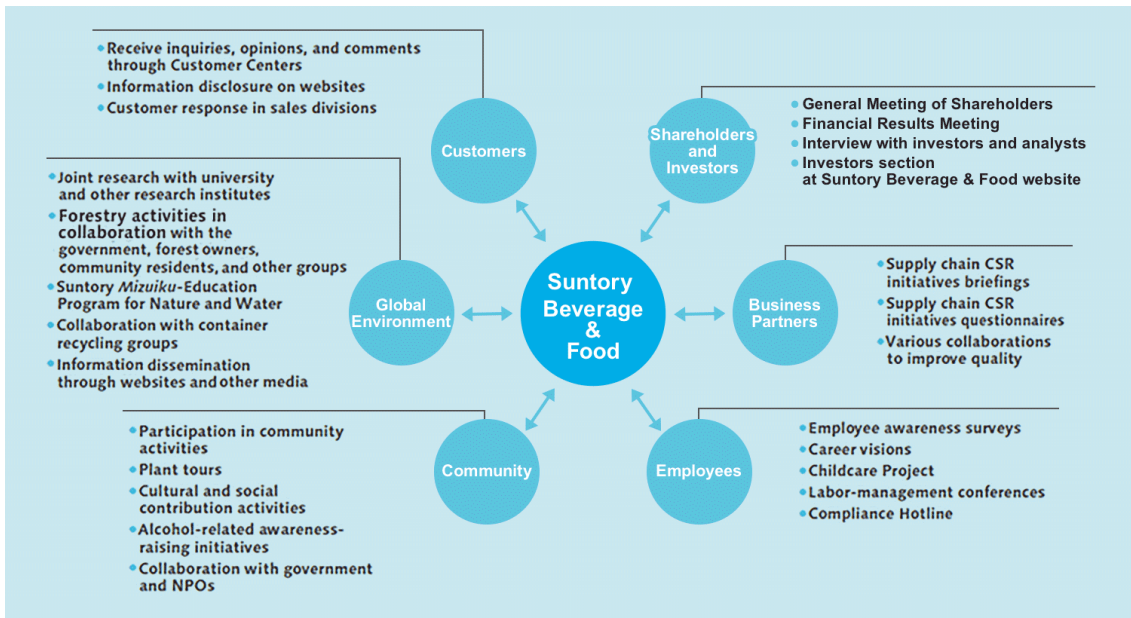 • Receive inquiries, opinions, and comments
through Customer Centers
• Information disclosure on websites
• Customer response in sales divisions
Customers
Shareholders
and
Investors
• General Meeting of Shareholders
• Financial Results Meeting
• Interview with investors and analysts
• Investors section
at Suntory Beverage & Food website
• Joint research with university
and other research institutes
• Forestry activities in
collaboration with the
government, forest owners,
community residents, and other groups
• Suntory Mizuiku-Education
Program for Nature and Water
• Collaboration with container
recycling groups
• Information dissemination
through websites and other media
Global
Environment
Suntory
Beverage
&
Food
Business
Partners
• Supply chain CSR
initiatives briefings
• Supply chain CSR
initiatives questionnaires
• Various collaborations
to improve quality
• Participation in community
activities
• Plant tours
• Cultural and social
contribution activities
• Alcohol-related awareness-
raising initiatives
• Collaboration with government
and NPOs
Community
Employees
• Employee awareness surveys
• Career visions
• Childcare Project
• Labor-management conferences
• Compliance Hotline